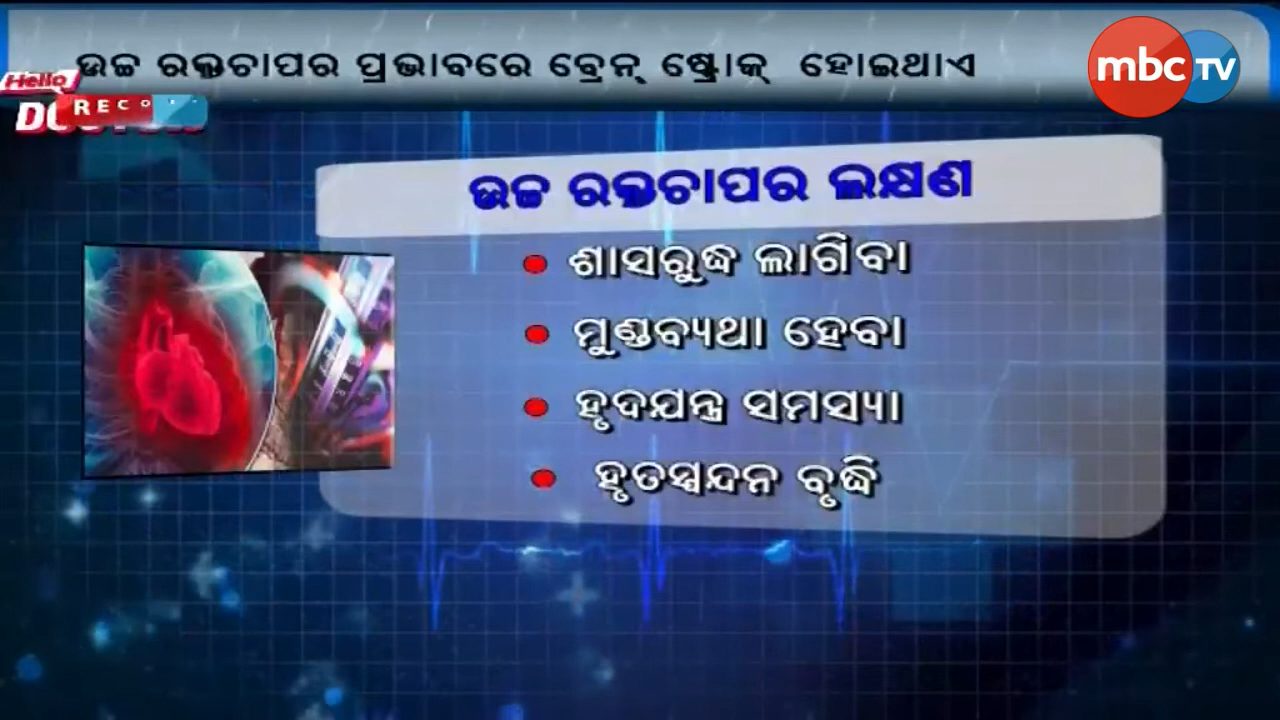 ଉଚ୍ଚ ରକ୍ତଚାପର ପ୍ରଭାବରେ ବ୍ରେନ୍ ଷ୍ଟ୍ରୋକ୍ ହୋଇଥାଏ
mbc TV
Hello
RECO
ଉଚ୍ଚ ରକ୍ତଚାପର ଲକ୍ଷଣ
ଶାସରୁଦ୍ଧ ଲାଗିବା
ମୁଣ୍ଡବ୍ୟଥା ହେବା
ହୃଦଯନ୍ତ୍ର ସମସ୍ୟା
ହୃତସ୍ପନ୍ଦନ ବୃଦ୍ଧି